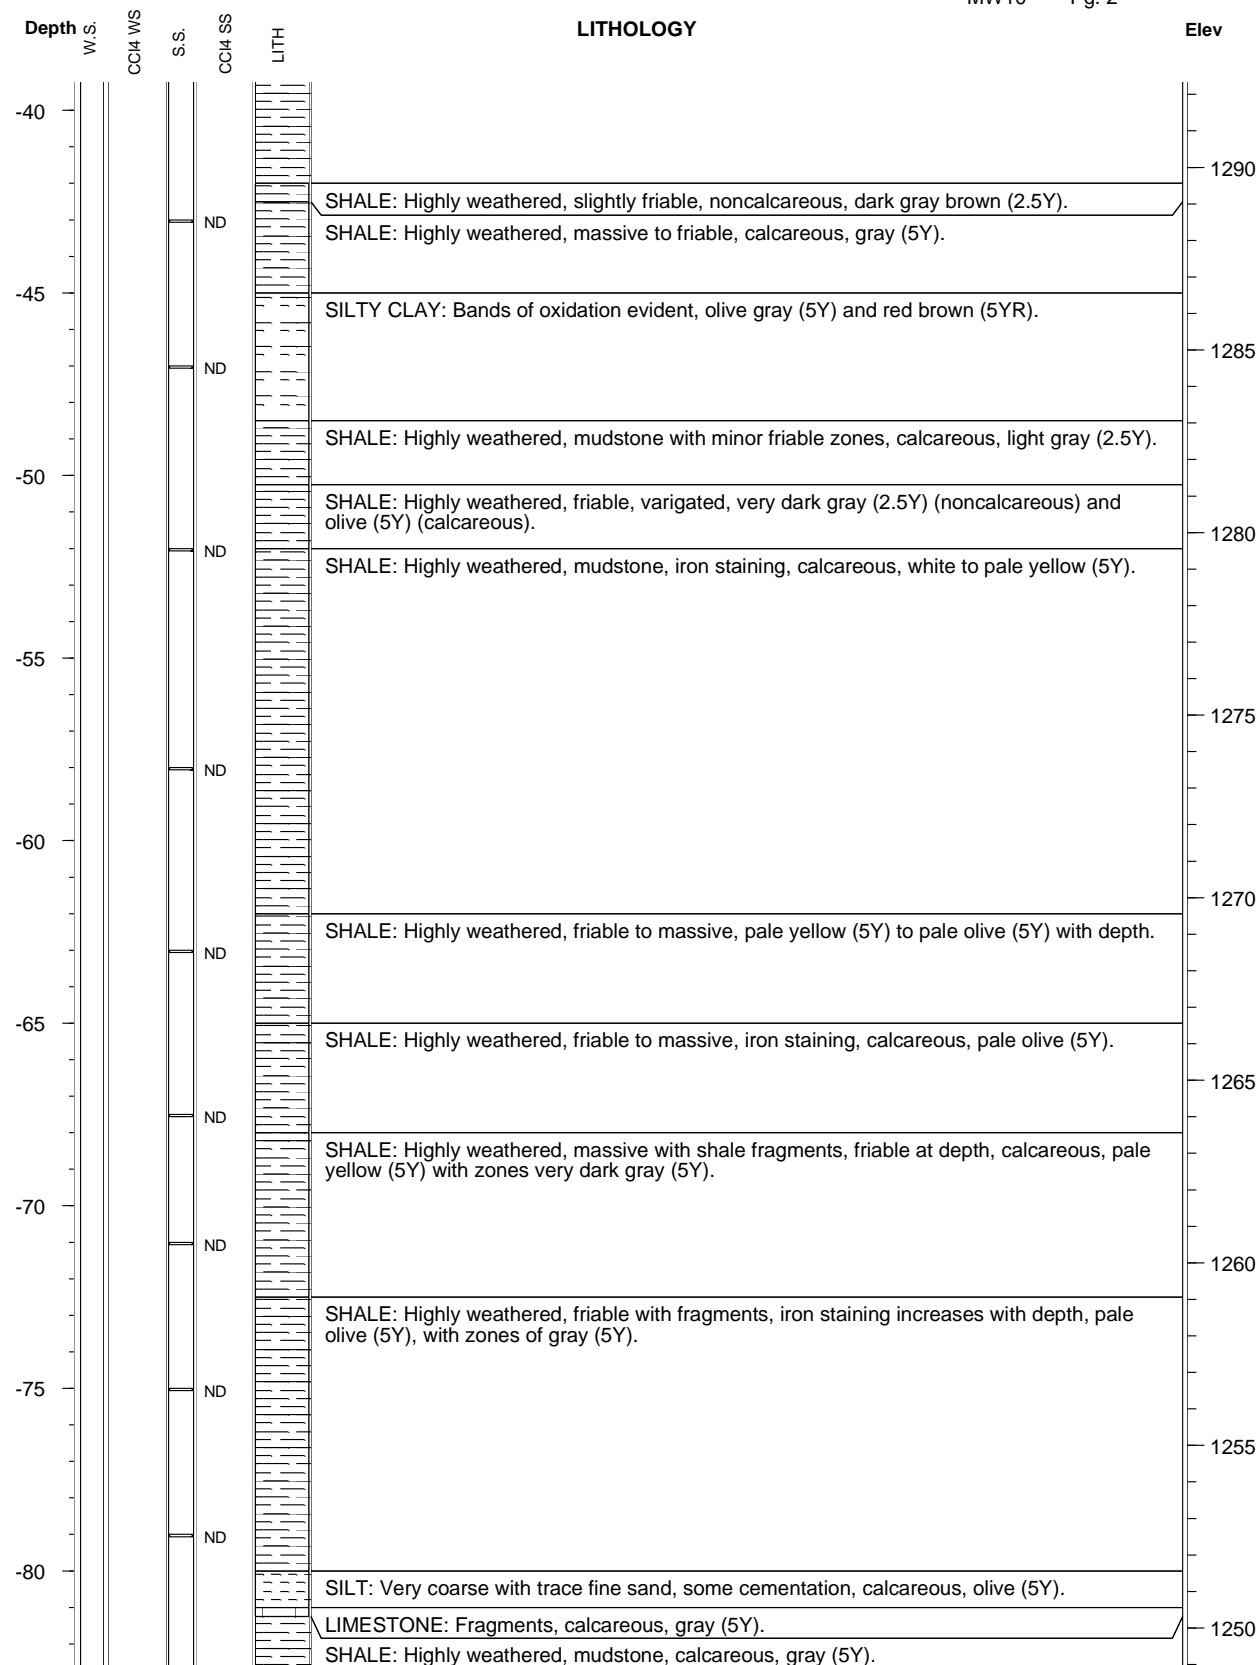 MW10 Pg. 2
Depth W.S. CCl4 WS S.S. CCl4 SS LITH LITHOLOGY Elev
-40
1290
SHALE: Highly weathered, slightly friable, noncalcareous, dark gray brown (2.5Y).
ND
SHALE: Highly weathered, massive to friable, calcareous, gray (5Y).
-45
SILTY CLAY: Bands of oxidation evident, olive gray (5Y) and red brown (5YR).
1285
ND
SHALE: Highly weathered, mudstone with minor friable zones, calcareous, light gray (2.5Y).
-50
SHALE: Highly weathered, friable, varigated, very dark gray (2.5Y) (noncalcareous) and
olive (5Y) (calcareous).
1280
ND
SHALE: Highly weathered, mudstone, iron staining, calcareous, white to pale yellow (5Y).
-55
1275
ND
-60
1270
SHALE: Highly weathered, friable to massive, pale yellow (5Y) to pale olive (5Y) with depth.
ND
-65
SHALE: Highly weathered, friable to massive, iron staining, calcareous, pale olive (5Y).
1265
ND
SHALE: Highly weathered, massive with shale fragments, friable at depth, calcareous, pale
yellow (5Y) with zones very dark gray (5Y).
-70
ND
1260
SHALE: Highly weathered, friable with fragments, iron staining increases with depth, pale
olive (5Y), with zones of gray (5Y).
-75
ND
1255
ND
-80
SILT: Very coarse with trace fine sand, some cementation, calcareous, olive (5Y).
LIMESTONE: Fragments, calcareous, gray (5Y).
1250
SHALE: Highly weathered, mudstone, calcareous, gray (5Y).